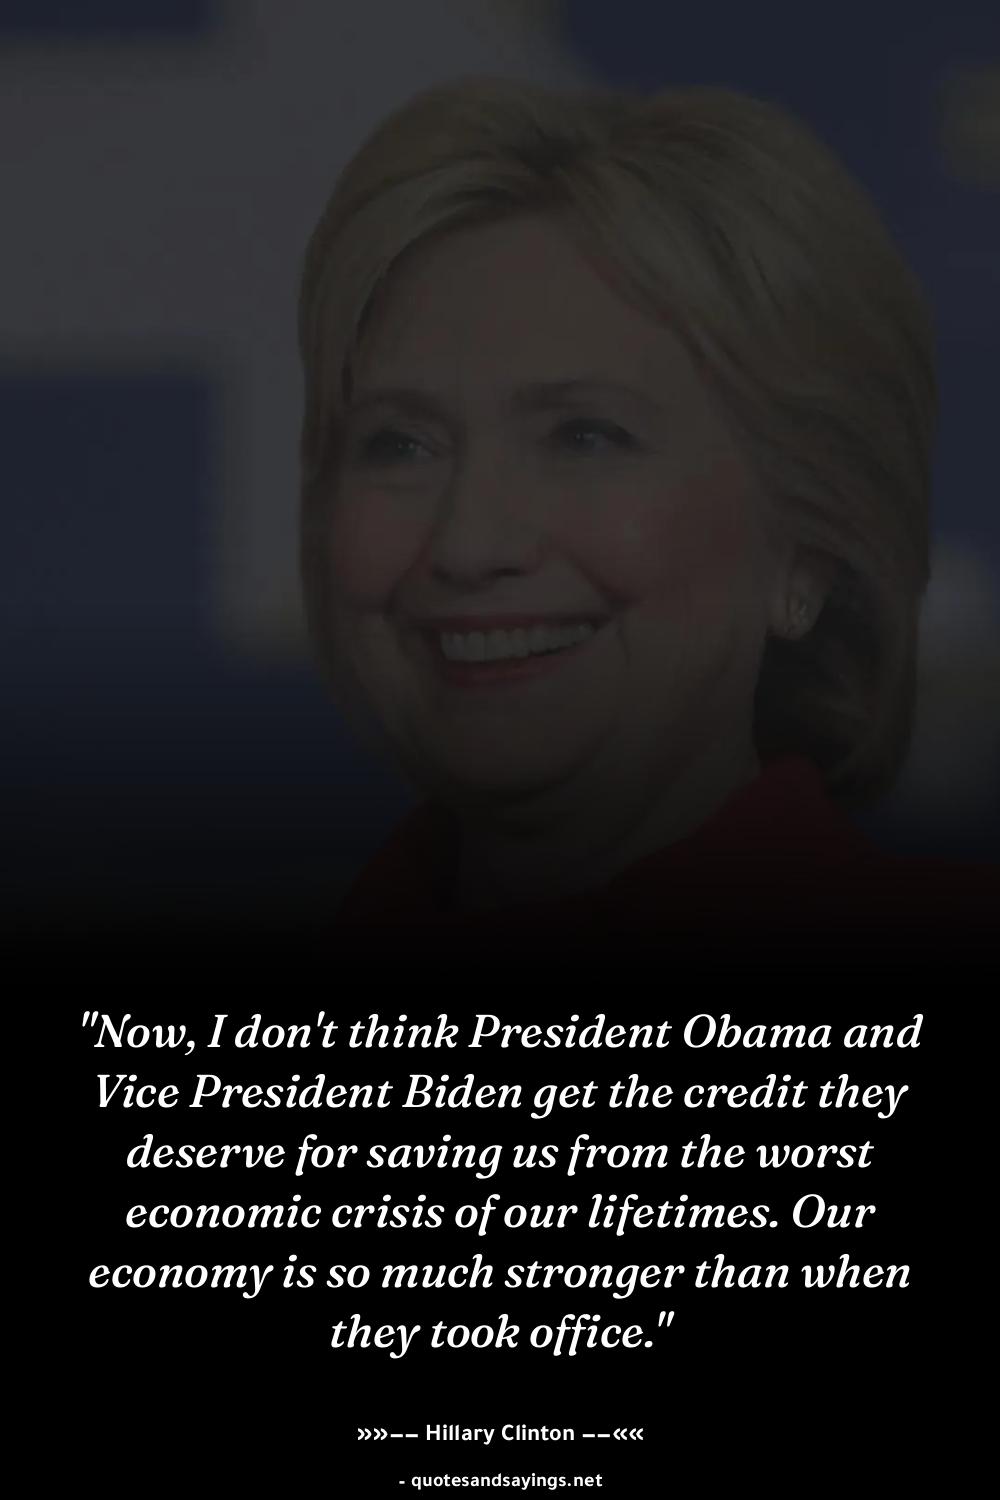 "Now, I don't think President Obama and
Vice President Biden get the credit they
deserve for saving us from the worst
economic crisis of our lifetimes. Our
economy is so much stronger than when
they took office."
»»–– Hillary Clinton ––««
- quotesandsayings.net